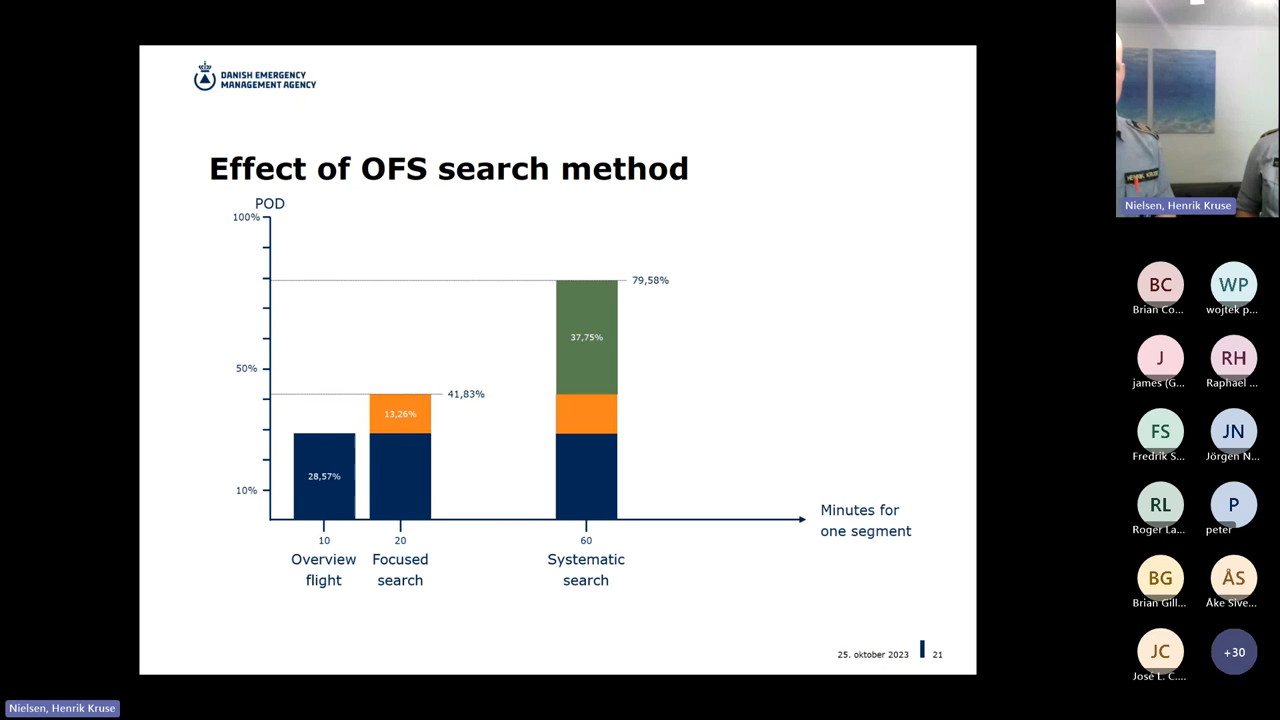 DANISH EMERGENCY
MANAGEMENT AGENCY
Effect of OFS search method
POD
100%
50%
10%
79,58%
37,75%
41,83%
13,26%
28,57%
10
20
60
Overview
flight
Focused
search
Systematic
search
Minutes for
one segment
25. oktober 2023
21
HENRIK KRUSE
Nielsen, Henrik Kruse
BC
Brian Co...
WP
wojtek p...
J
james (G...
RH
Raphael ...
FS
Fredrik S...
JN
Jörgen N...
RL
Roger La...
P
peter
BG
Brian Gill...
ÅS
Åke Sive...
JC
José L. C....
+30
Nielsen, Henrik Kruse